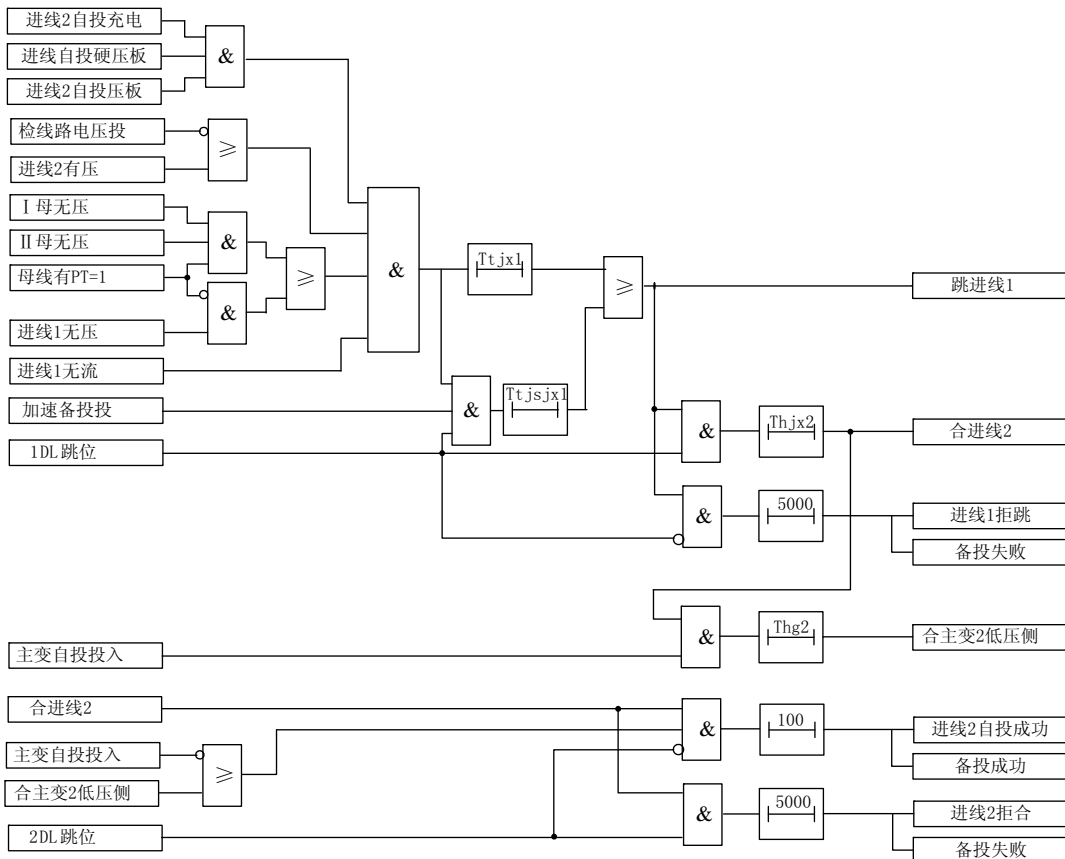 进线2自投充电
进线自投硬压板
&
进线2自投压板
检线路电压投
≥
进线2有压
Ⅰ母无压
Ⅱ母无压
&
母线有PT=1
≥
&
Ttjx1
≥
跳进线1
&
进线1无压
进线1无流
Ttjsjx1
加速备投投
&
&
Thjx2
合进线2
1DL跳位
&
5000
进线1拒跳
备投失败
&
Thg2
合主变2低压侧
主变自投投入
合进线2
&
100
进线2自投成功
主变自投投入
≥
备投成功
合主变2低压侧
&
5000
进线2拒合
2DL跳位
备投失败